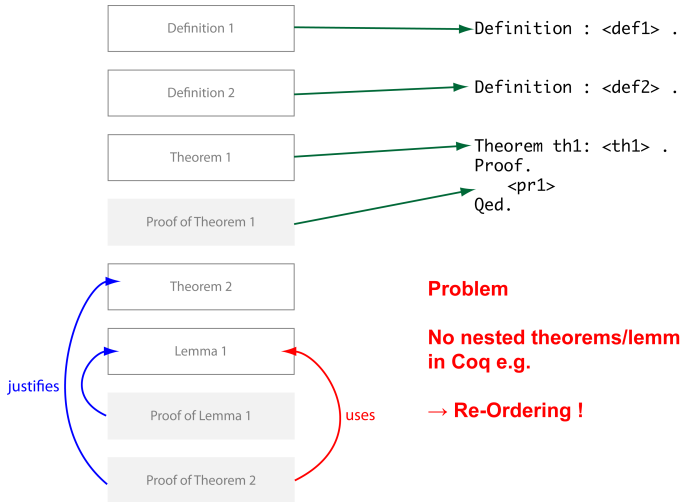 Definition 1
Definition : <def1> .
Definition 2
Definition : <def2> .
Theorem 1
Theorem th1: <th1> .
Proof.
<pr1>
Qed.
Proof of Theorem 1
Theorem 2
Problem
Lemma 1
No nested theorems/lemm
in Coq e.g.
justifies
Proof of Lemma 1
uses
→ Re-Ordering !
Proof of Theorem 2